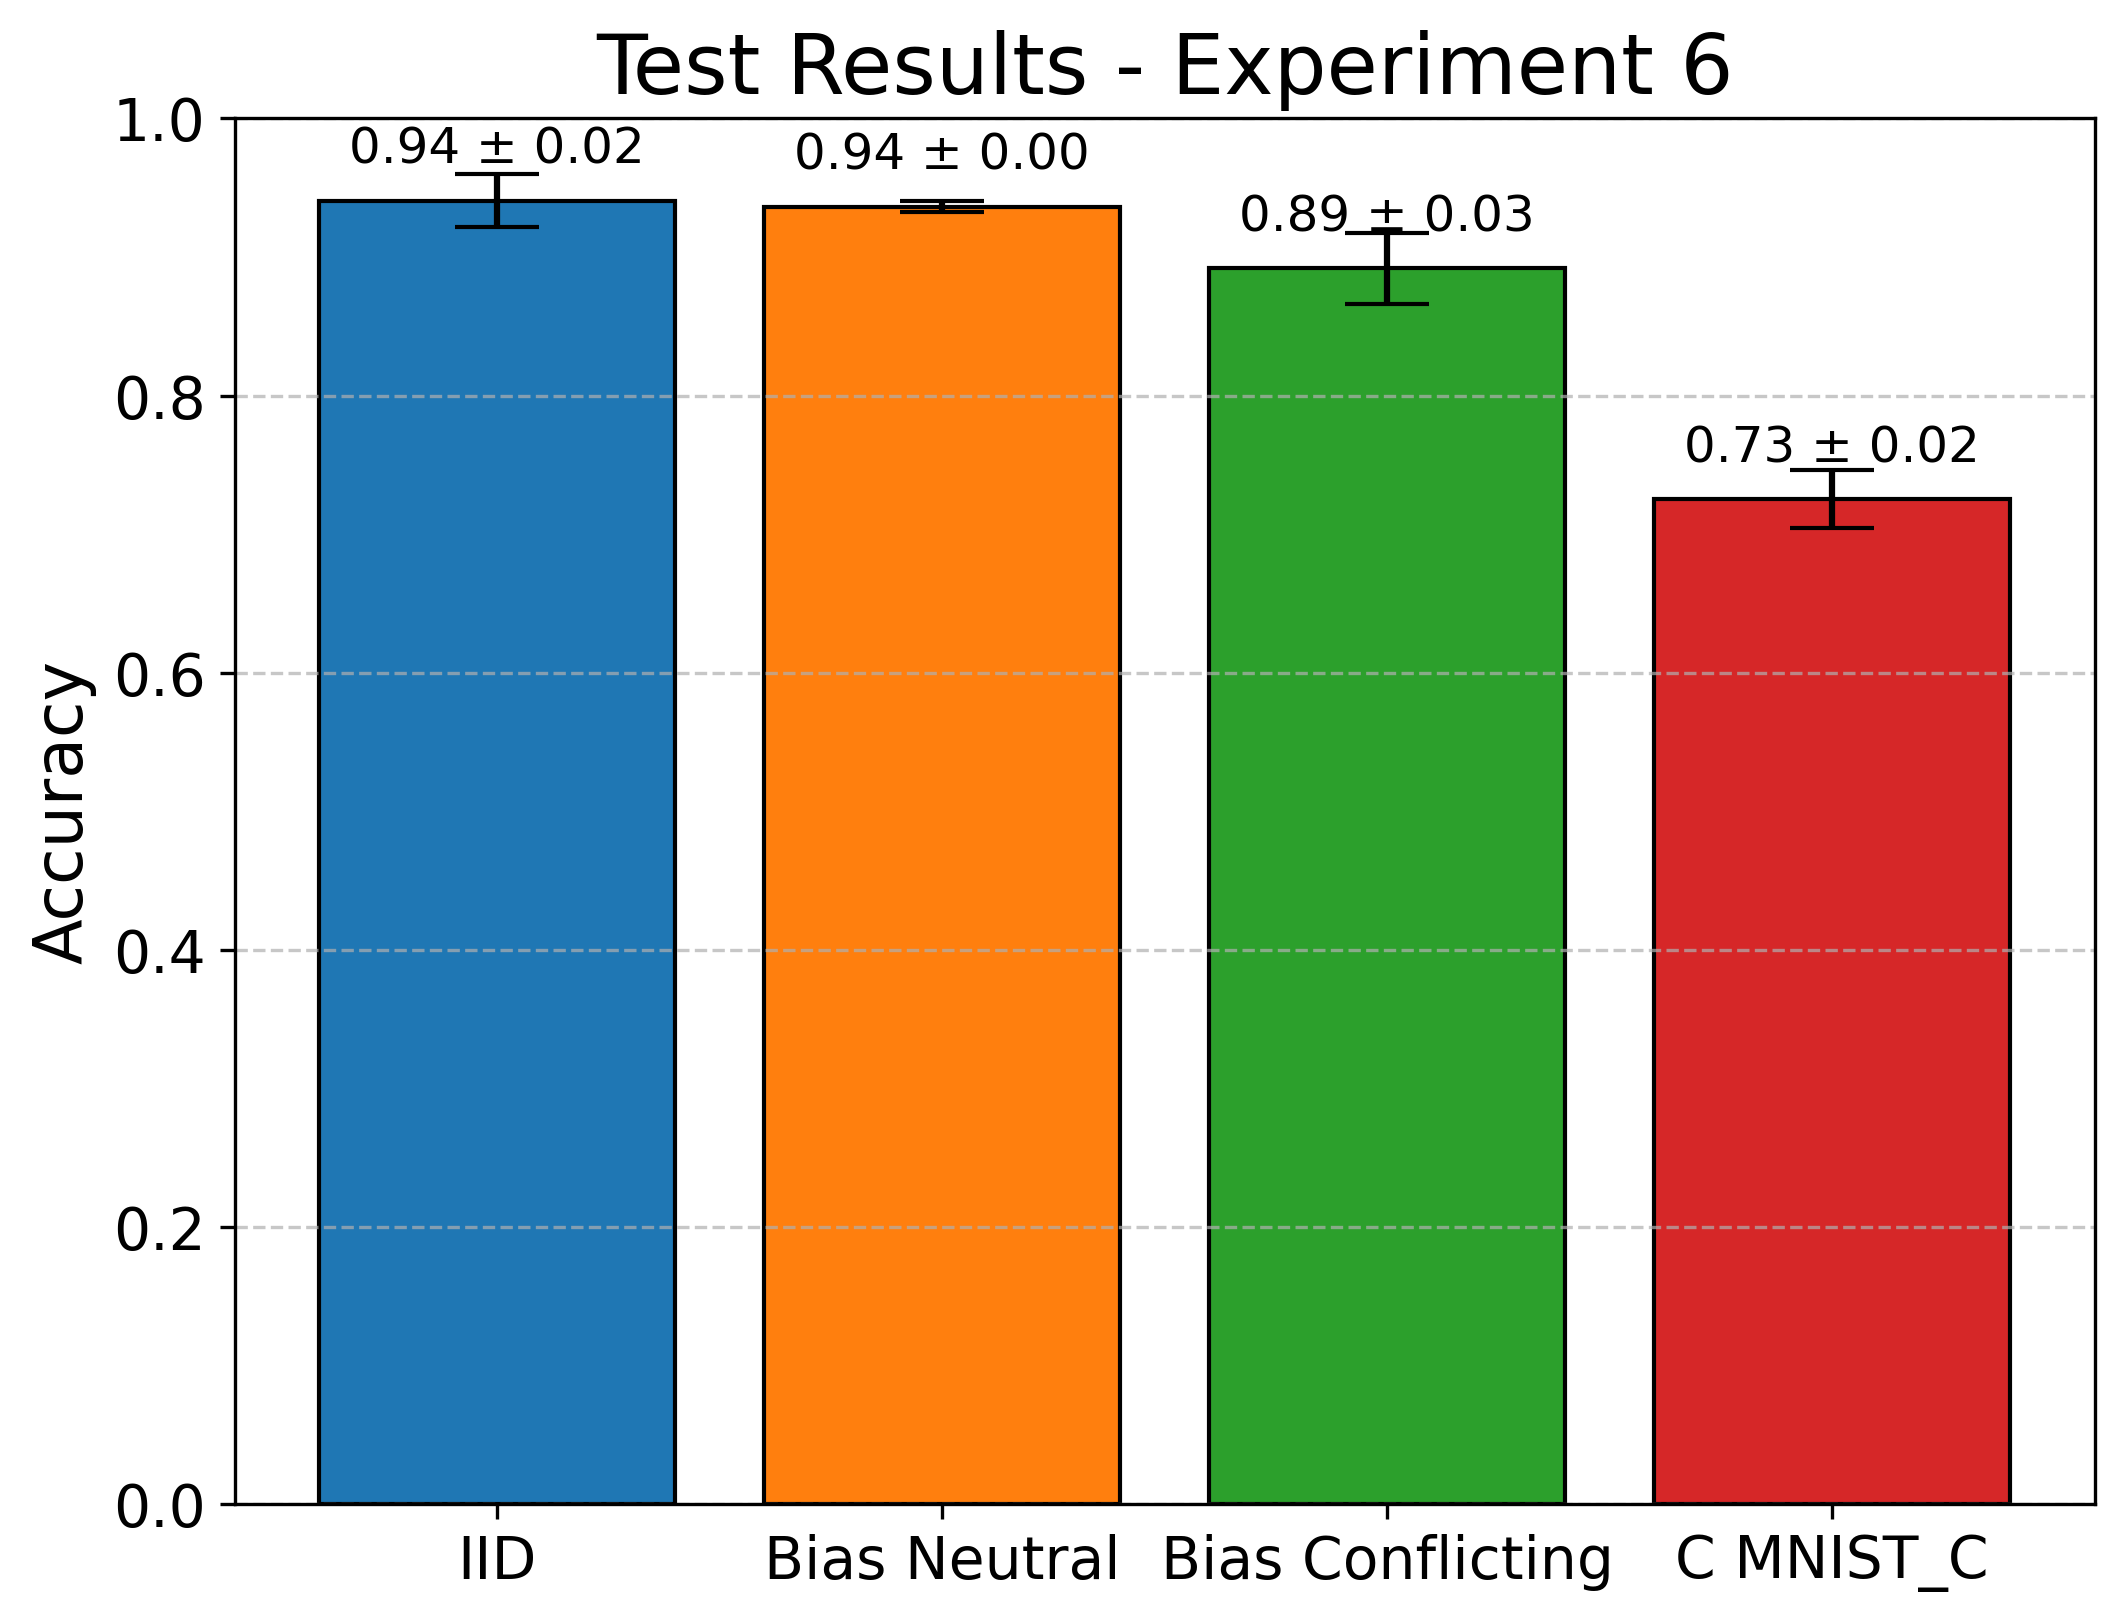 Test Results - Experiment 6
Accuracy
1.0
0.8
0.6
0.4
0.2
0.0
0.94 ± 0.02
0.94 ± 0.00
0.89 ± 0.03
0.73 ± 0.02
IID
Bias Neutral
Bias Conflicting
C MNIST_C